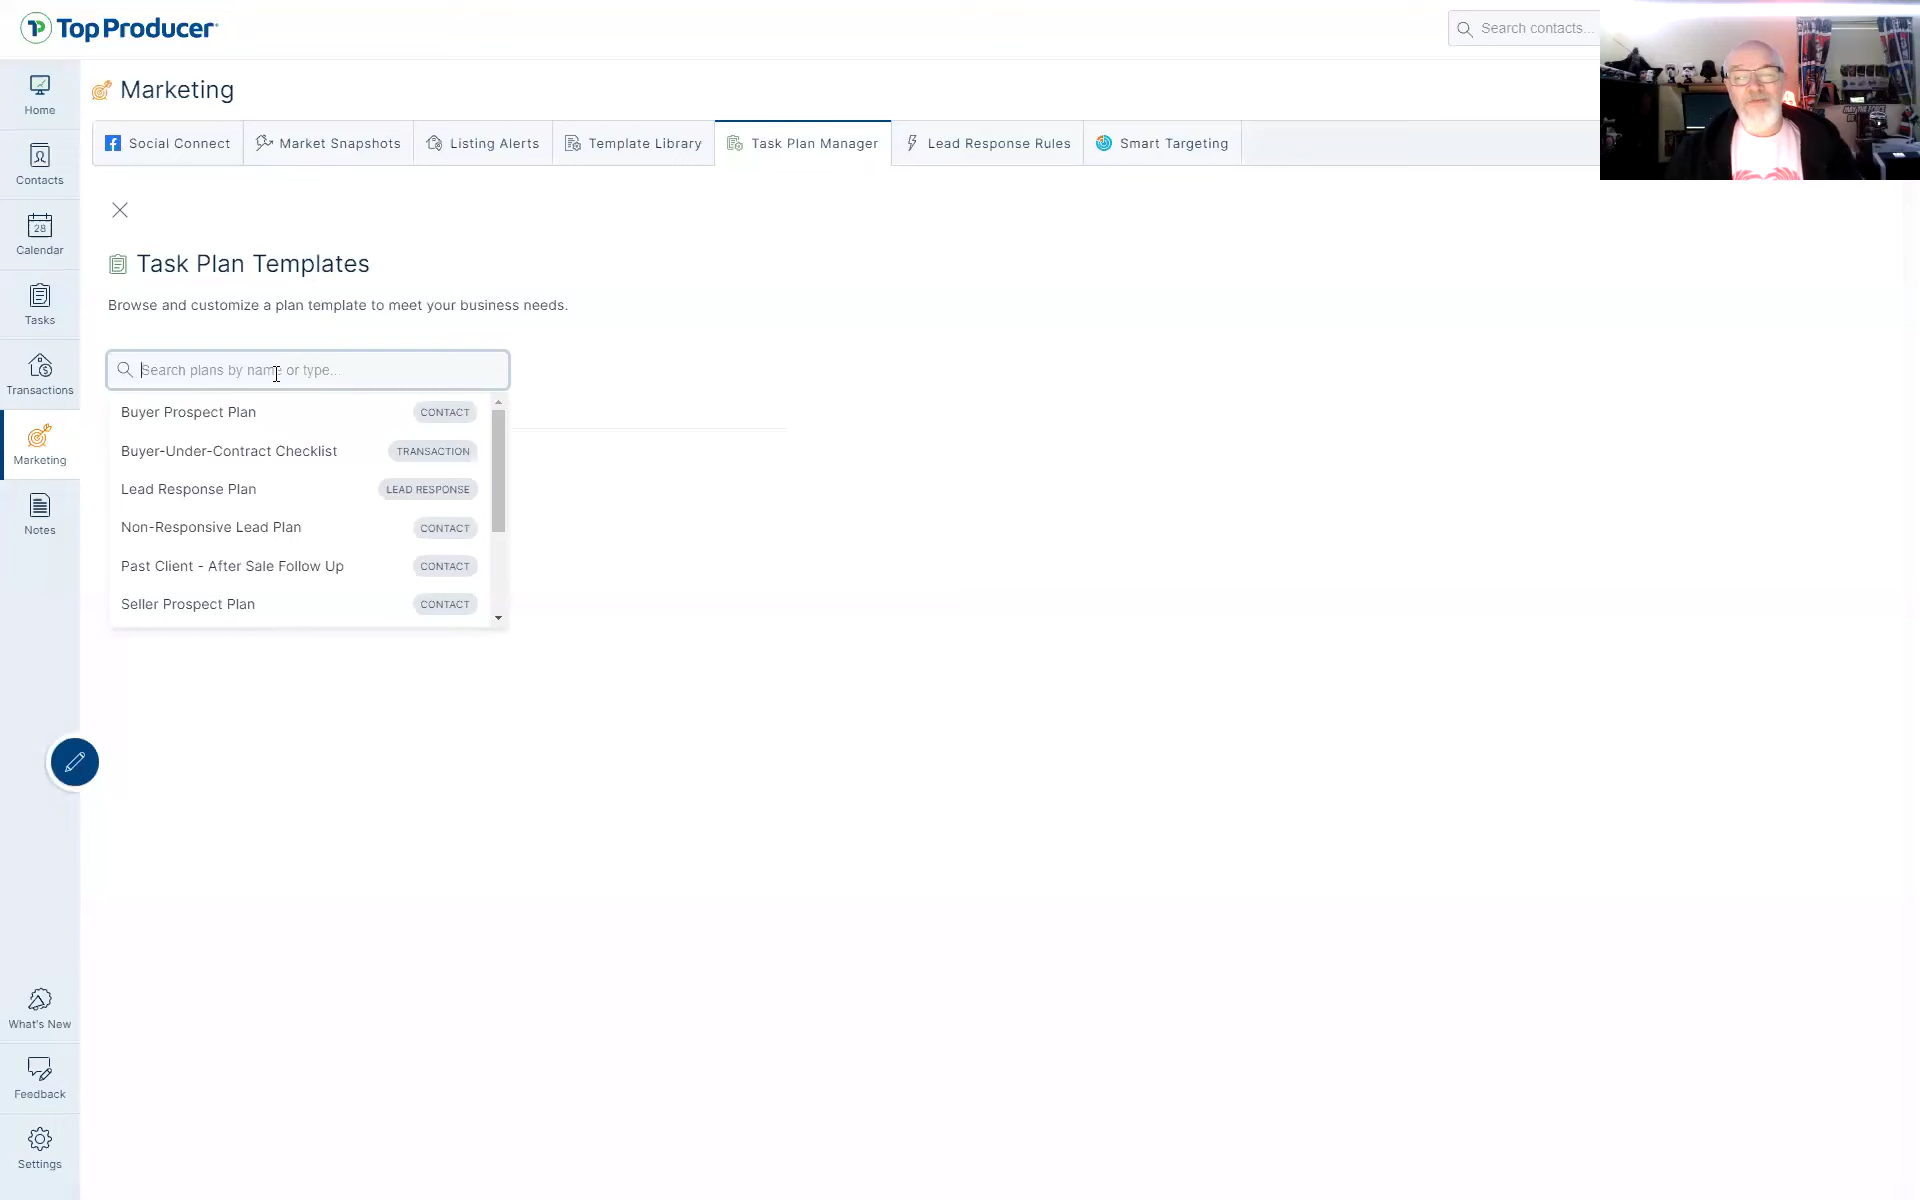 Top Producer
Search contacts...
Home
Contacts
28
Calendar
Tasks
Transactions
Marketing
Notes
What's New
Feedback
Settings
Marketing
Social Connect
Market Snapshots
Listing Alerts
Template Library
Task Plan Manager
Lead Response Rules
Smart Targeting
Task Plan Templates
Browse and customize a plan template to meet your business needs.
Search plans by name or type...
Buyer Prospect Plan CONTACT
Buyer-Under-Contract Checklist TRANSACTION
Lead Response Plan LEAD RESPONSE
Non-Responsive Lead Plan CONTACT
Past Client - After Sale Follow Up CONTACT
Seller Prospect Plan CONTACT